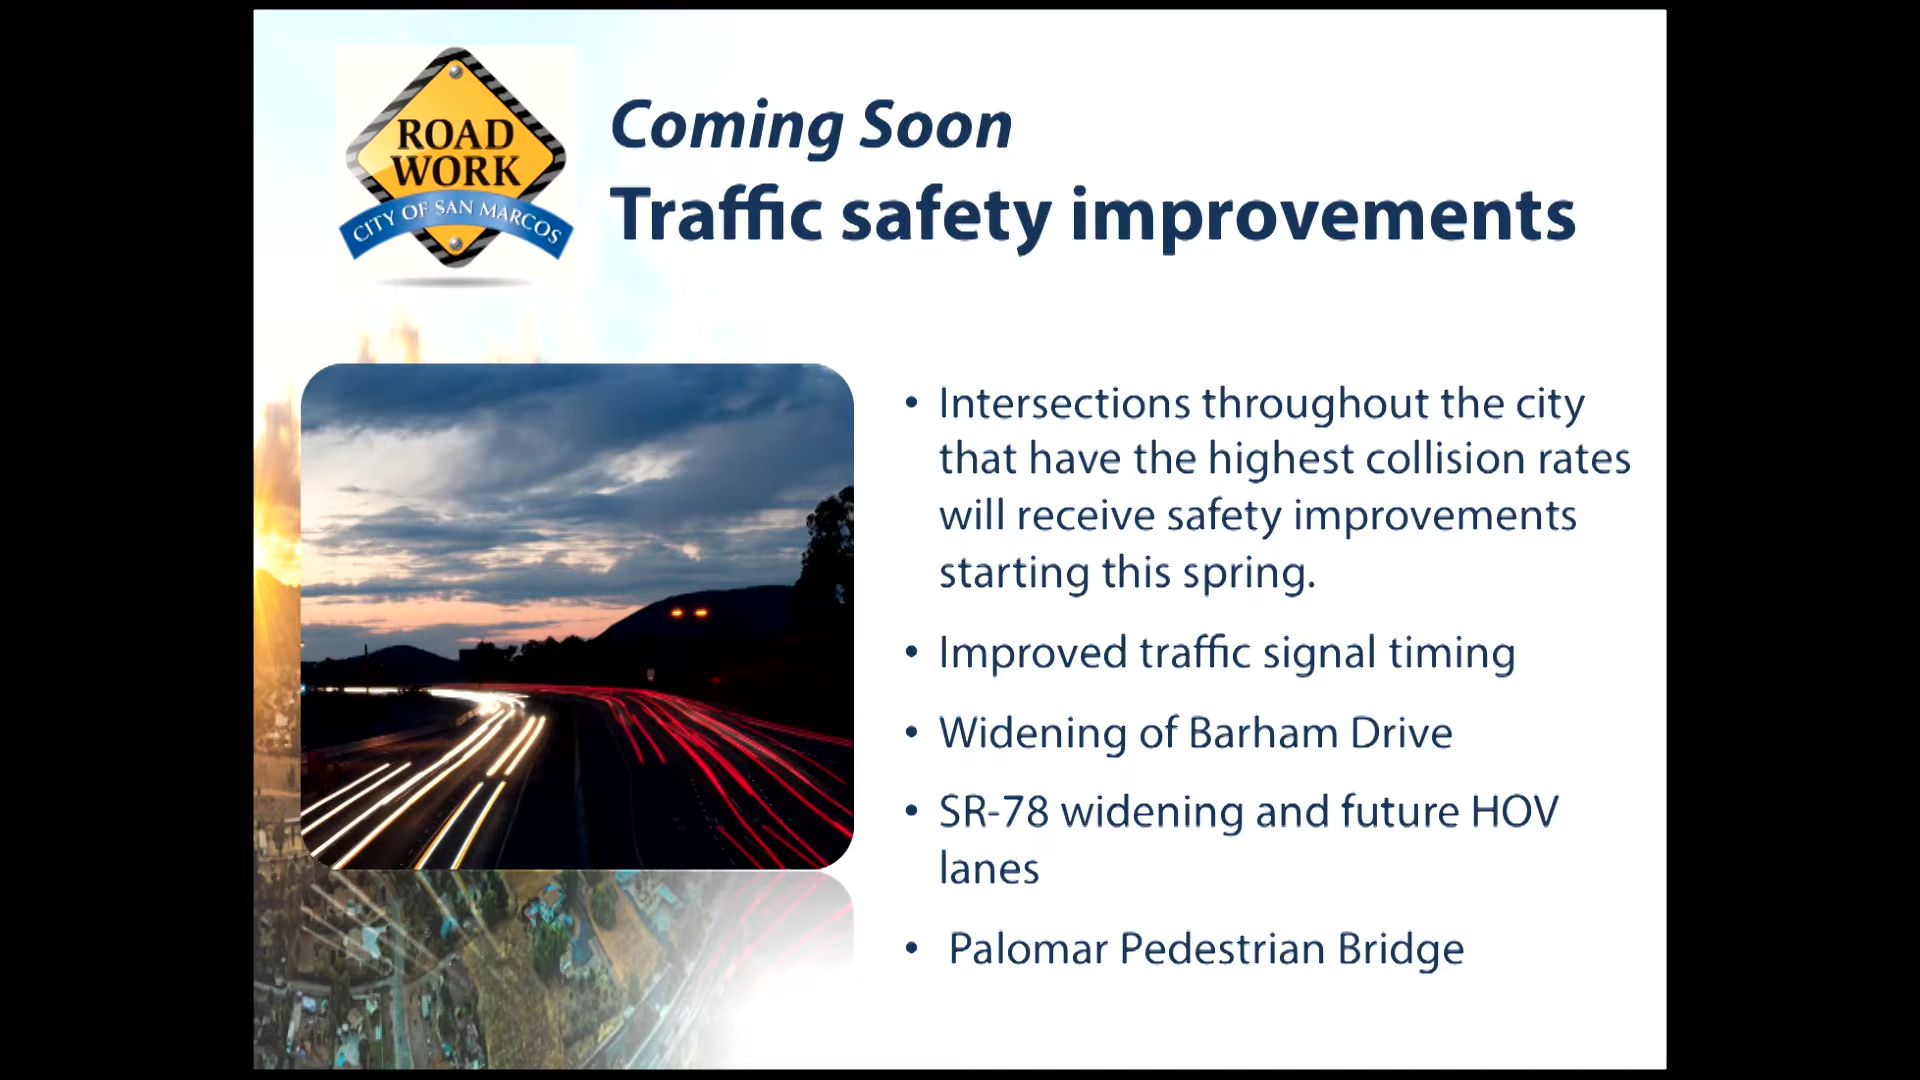 ROAD
WORK
CITY OF SAN MARCOS
Coming Soon
Traffic safety improvements
• Intersections throughout the city
that have the highest collision rates
will receive safety improvements
starting this spring.
• Improved traffic signal timing
• Widening of Barham Drive
• SR-78 widening and future HOV
lanes
• Palomar Pedestrian Bridge